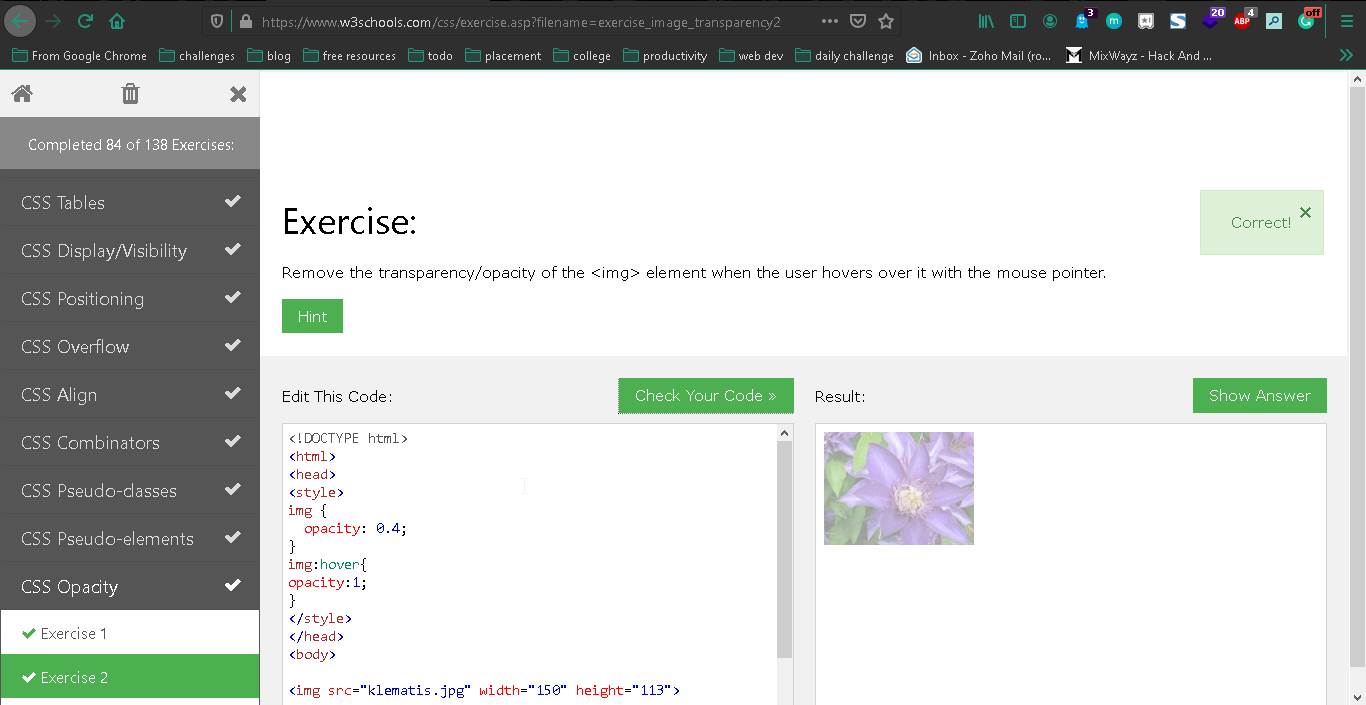 https://www.w3schools.com/css/exercise.asp?filename=exercise_image_transparency2
3
20
4
off
ABP
From Google Chrome
challenges
blog
free resources
todo
placement
college
productivity
web dev
daily challenge
Inbox - Zoho Mail (ro...
MixWayz - Hack And ...
Completed 84 of 138 Exercises:
CSS Tables
CSS Display/Visibility
CSS Positioning
CSS Overflow
CSS Align
CSS Combinators
CSS Pseudo-classes
CSS Pseudo-elements
CSS Opacity
Exercise 1
Exercise 2
Exercise:
Correct!
Remove the transparency/opacity of the <img> element when the user hovers over it with the mouse pointer.
Hint
Edit This Code:
Check Your Code »
<!DOCTYPE html>
<html>
<head>
<style>
img {
  opacity: 0.4;
}
img:hover{
opacity:1;
}
</style>
</head>
<body>
<img src="klematis.jpg" width="150" height="113">
Result:
Show Answer